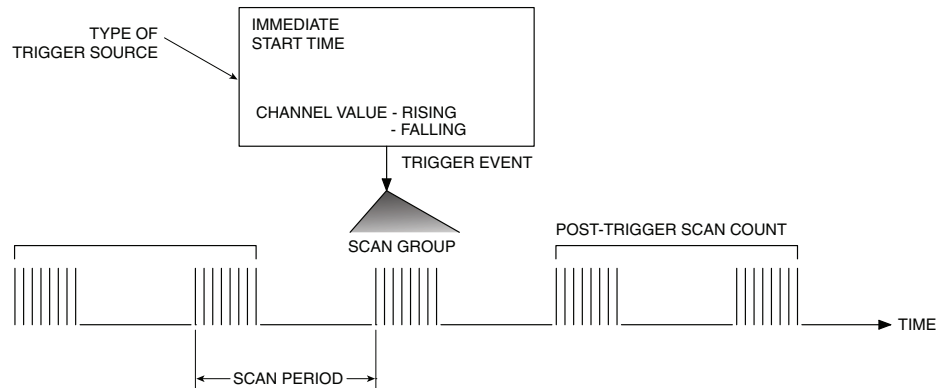 IMMEDIATE
START TIME
TYPE OF
TRIGGER SOURCE
CHANNEL VALUE - RISING
- FALLING
TRIGGER EVENT
SCAN GROUP
POST-TRIGGER SCAN COUNT
TIME
SCAN PERIOD